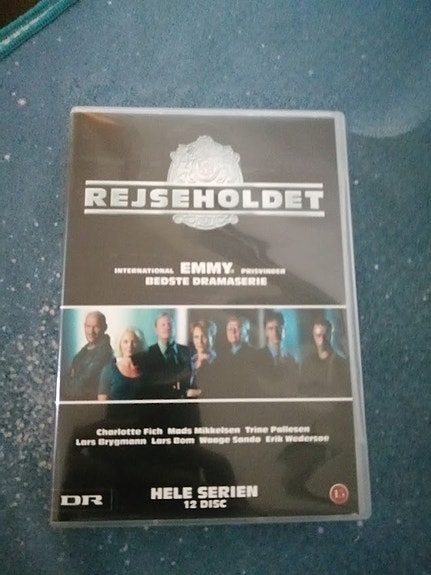 REJSEHOLDET
INTERNATIONAL EMMY® PRISVINDER
BEDSTE DRAMASERIE
Charlotte Fich Mads Mikkelsen Trine Pallesen
Lars Brygmann Lars Bom Waage Sandø Erik Wedersøe
DR
HELE SERIEN
12 DISC
15